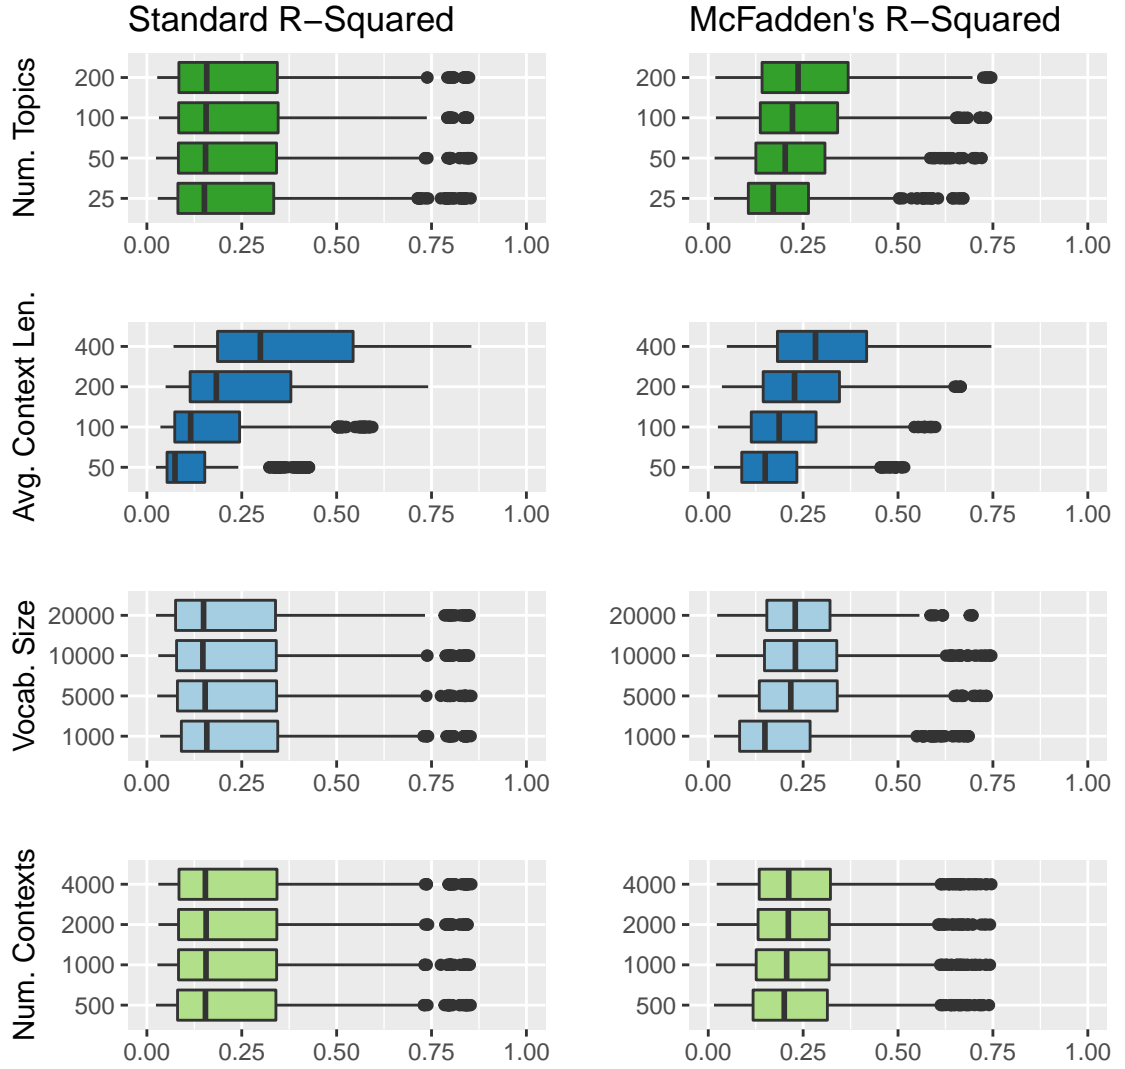 Standard R−Squared
McFadden's R−Squared
Num. Topics
200
100
50
25
0.00 0.25 0.50 0.75 1.00
200
100
50
25
0.00 0.25 0.50 0.75 1.00
Avg. Context Len.
400
200
100
50
0.00 0.25 0.50 0.75 1.00
400
200
100
50
0.00 0.25 0.50 0.75 1.00
Vocab. Size
20000
10000
5000
1000
0.00 0.25 0.50 0.75 1.00
20000
10000
5000
1000
0.00 0.25 0.50 0.75 1.00
Num. Contexts
4000
2000
1000
500
0.00 0.25 0.50 0.75 1.00
4000
2000
1000
500
0.00 0.25 0.50 0.75 1.00